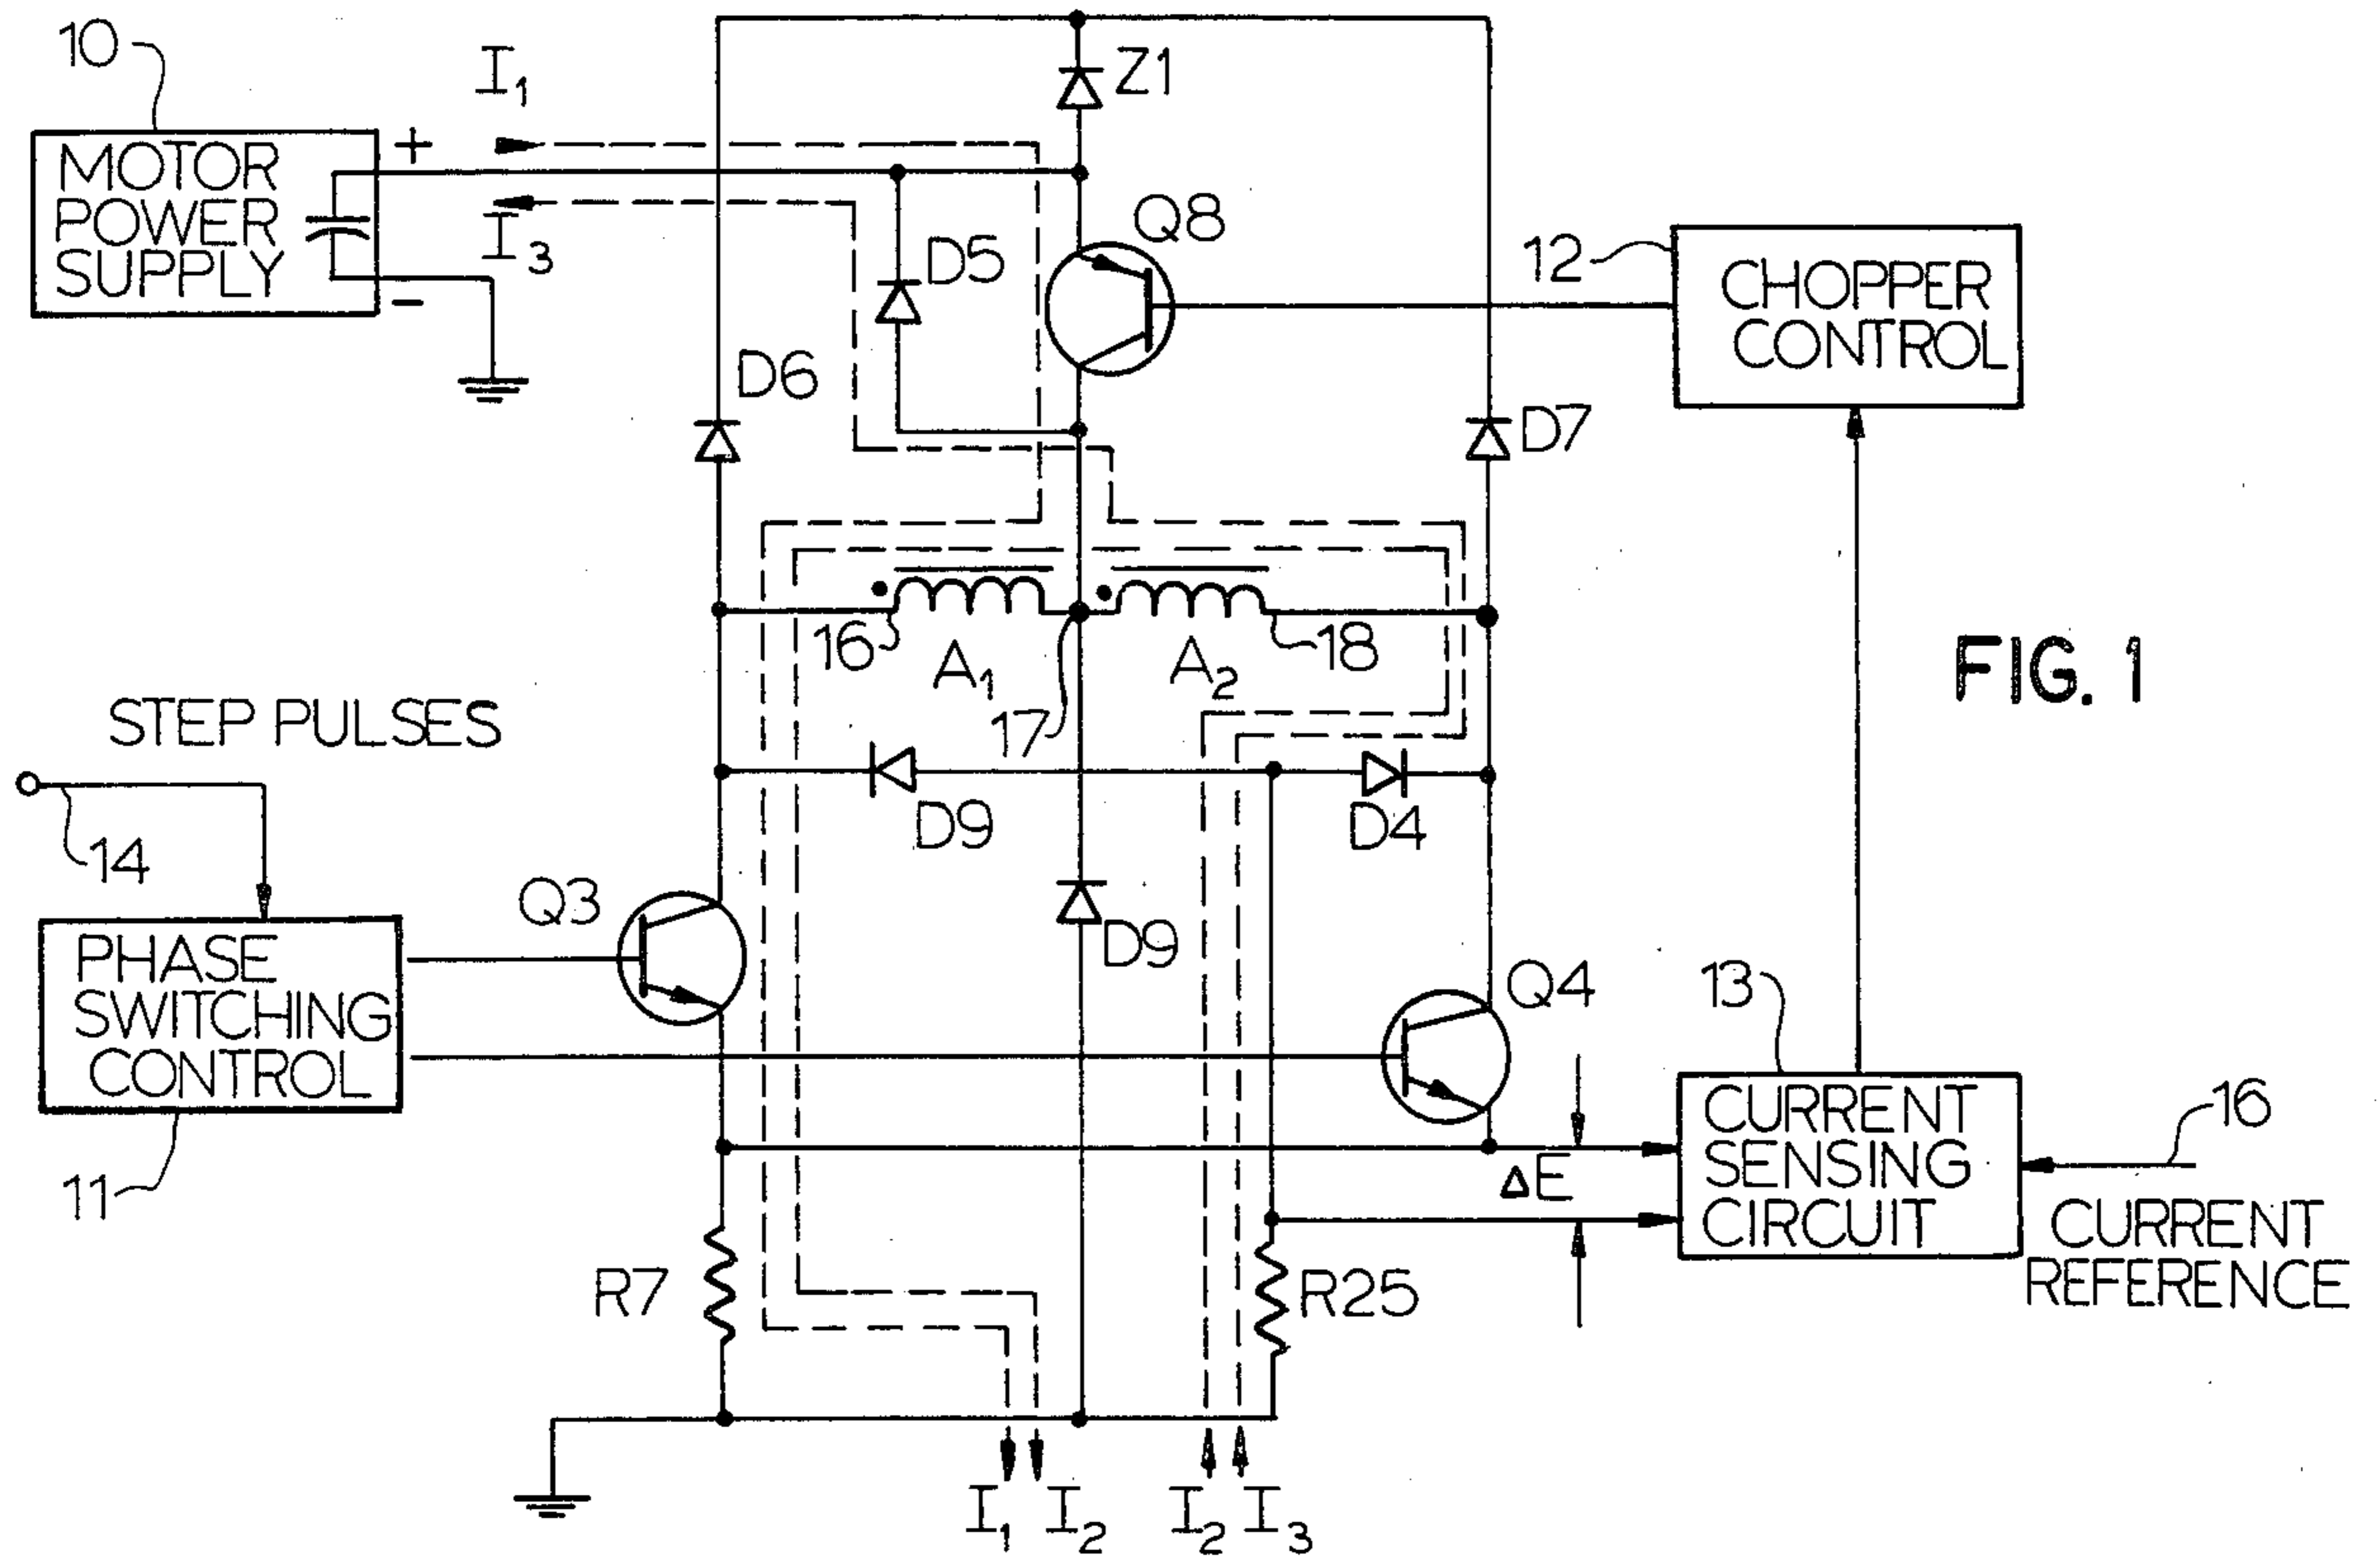 10
I1
Z1
+
MOTOR
POWER
SUPPLY
−
I3
Q8
D5
12
CHOPPER
CONTROL
D6
D7
16
A1
17
A2
18
FIG. 1
STEP PULSES
14
D9
D4
Q3
D9
Q4
PHASE
SWITCHING
CONTROL
11
13
CURRENT
SENSING
CIRCUIT
16
ΔE
CURRENT
REFERENCE
R7
R25
I1
I2
I2
I3